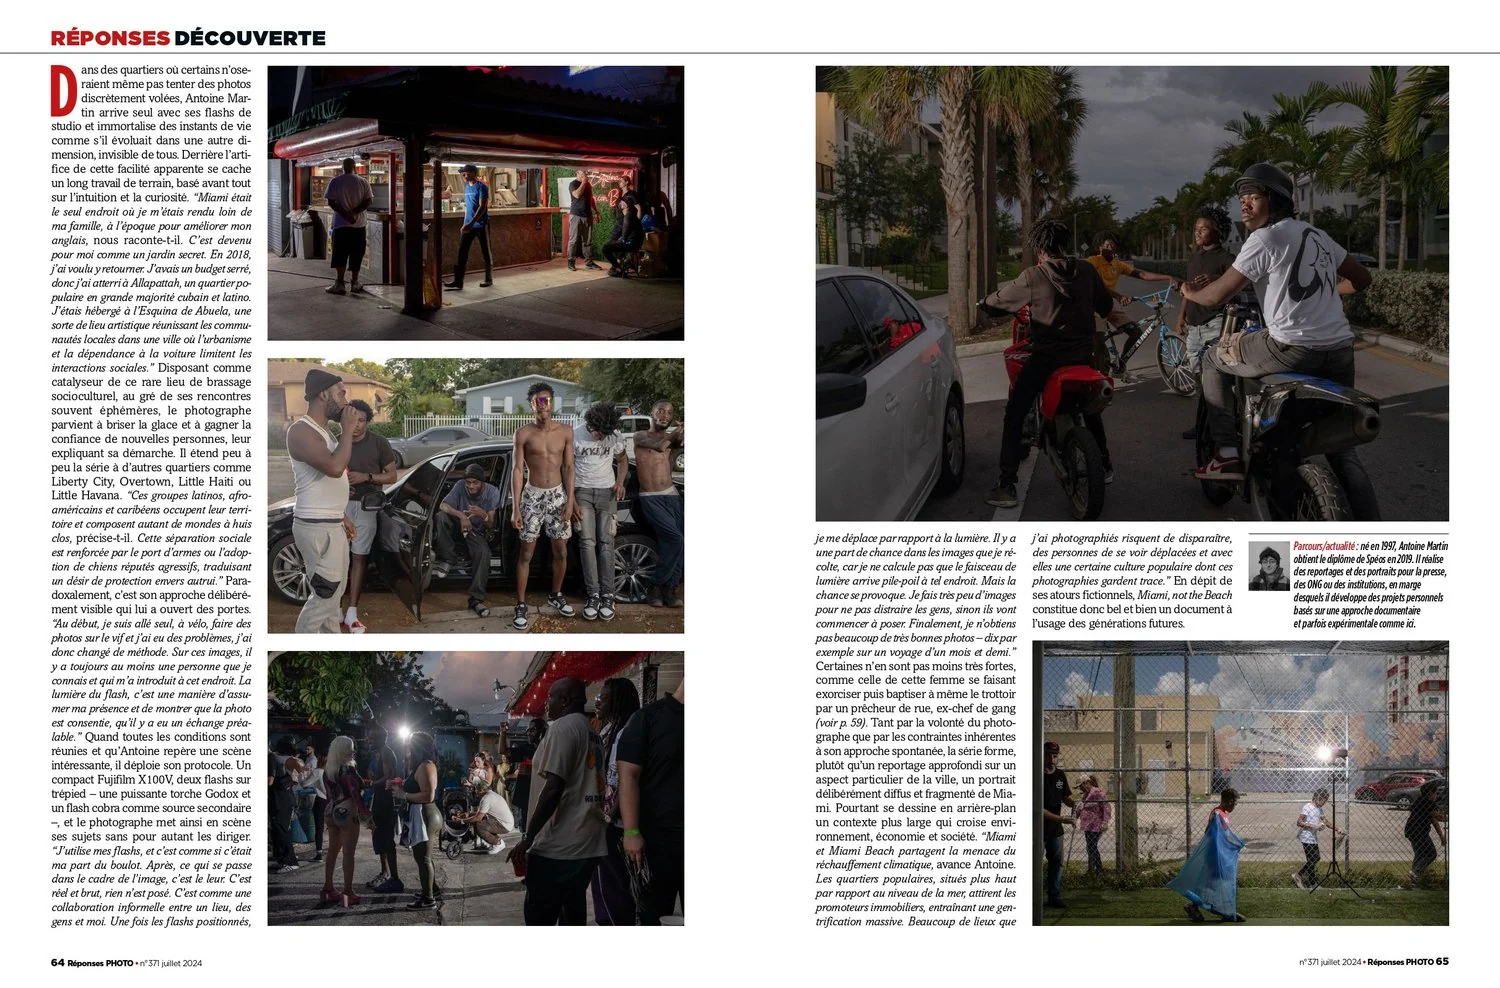 RÉPONSES DÉCOUVERTE
Dans des quartiers où certains n'ose-
raient même pas tenter des photos
discrètement volées, Antoine Mar-
tin arrive seul avec ses flashs de
studio et immortalise des instants de vie
comme s'il évoluait dans une autre di-
mension, invisible de tous. Derrière l'arti-
fice de cette facilité apparente se cache
un long travail de terrain, basé avant tout
sur l'intuition et la curiosité. “Miami était
le seul endroit où je m'étais rendu loin de
ma famille, à l'époque pour améliorer mon
anglais, nous raconte-t-il. C'est devenu
pour moi comme un jardin secret. En 2018,
j'ai voulu y retourner. J'avais un budget serré,
donc j'ai atterri à Allapattah, un quartier po-
pulaire en grande majorité cubain et latino.
J'étais hébergé à l'Esquina de Abuela, une
sorte de lieu artistique réunissant les commu-
nautés locales dans une ville où l'urbanisme
et la dépendance à la voiture limitent les
interactions sociales.” Disposant comme
catalyseur de ce rare lieu de brassage
socioculturel, au gré de ses rencontres
souvent éphémères, le photographe
parvient à briser la glace et à gagner la
confiance de nouvelles personnes, leur
expliquant sa démarche. Il étend peu à
peu la série à d'autres quartiers comme
Liberty City, Overtown, Little Haiti ou
Little Havana. “Ces groupes latinos, afro-
américains et caribéens occupent leur terri-
toire et composent autant de mondes à huis
clos, précise-t-il. Cette séparation sociale
est renforcée par le port d'armes ou l'adop-
tion de chiens réputés agressifs, traduisant
un désir de protection envers autrui.” Para-
doxalement, c'est son approche délibéré-
ment visible qui lui a ouvert des portes.
“Au début, je suis allé seul, à vélo, faire des
photos sur le vif et j'ai eu des problèmes, j'ai
donc changé de méthode. Sur ces images, il
y a toujours au moins une personne que je
connais et qui m'a introduit à cet endroit. La
lumière du flash, c'est une manière d'assu-
mer ma présence et de montrer que la photo
est consentie, qu'il y a eu un échange préa-
lable.” Quand toutes les conditions sont
réunies et qu'Antoine repère une scène
intéressante, il déploie son protocole. Un
compact Fujifilm X100V, deux flashs sur
trépied – une puissante torche Godox et
un flash cobra comme source secondaire
–, et le photographe met ainsi en scène
ses sujets sans pour autant les diriger.
“J'utilise mes flashs, et c'est comme si c'était
ma part du boulot. Après, ce qui se passe
dans le cadre de l'image, c'est le leur. C'est
réel et brut, rien n'est posé. C'est comme une
collaboration informelle entre un lieu, des
gens et moi. Une fois les flashs positionnés,
je me déplace par rapport à la lumière. Il y a
une part de chance dans les images que je ré-
colte, car je ne calcule pas que le faisceau de
lumière arrive pile-poil à tel endroit. Mais la
chance se provoque. Je fais très peu d'images
pour ne pas distraire les gens, sinon ils vont
commencer à poser. Finalement, je n'obtiens
pas beaucoup de très bonnes photos – dix par
exemple sur un voyage d'un mois et demi.”
Certaines n'en sont pas moins très fortes,
comme celle de cette femme se faisant
exorciser puis baptiser à même le trottoir
par un prêcheur de rue, ex-chef de gang
(voir p. 59). Tant par la volonté du photo-
graphe que par les contraintes inhérentes
à son approche spontanée, la série forme,
plutôt qu'un reportage approfondi sur un
aspect particulier de la ville, un portrait
délibérément diffus et fragmenté de Mia-
mi. Pourtant se dessine en arrière-plan
un contexte plus large qui croise envi-
ronnement, économie et société. “Miami
et Miami Beach partagent la menace du
réchauffement climatique, avance Antoine.
Les quartiers populaires, situés plus haut
par rapport au niveau de la mer, attirent les
promoteurs immobiliers, entraînant une gen-
trification massive. Beaucoup de lieux que
j'ai photographiés risquent de disparaître,
des personnes de se voir déplacées et avec
elles une certaine culture populaire dont ces
photographies gardent trace.” En dépit de
ses atours fictionnels, Miami, not the Beach
constitue donc bel et bien un document à
l'usage des générations futures.
Parcours/actualité : né en 1997, Antoine Martin
obtient le diplôme de Spéos en 2019. Il réalise
des reportages et des portraits pour la presse,
des ONG ou des institutions, en marge
desquels il développe des projets personnels
basés sur une approche documentaire
et parfois expérimentale comme ici.
64 Réponses PHOTO • n°371 juillet 2024
n°371 juillet 2024 • Réponses PHOTO 65